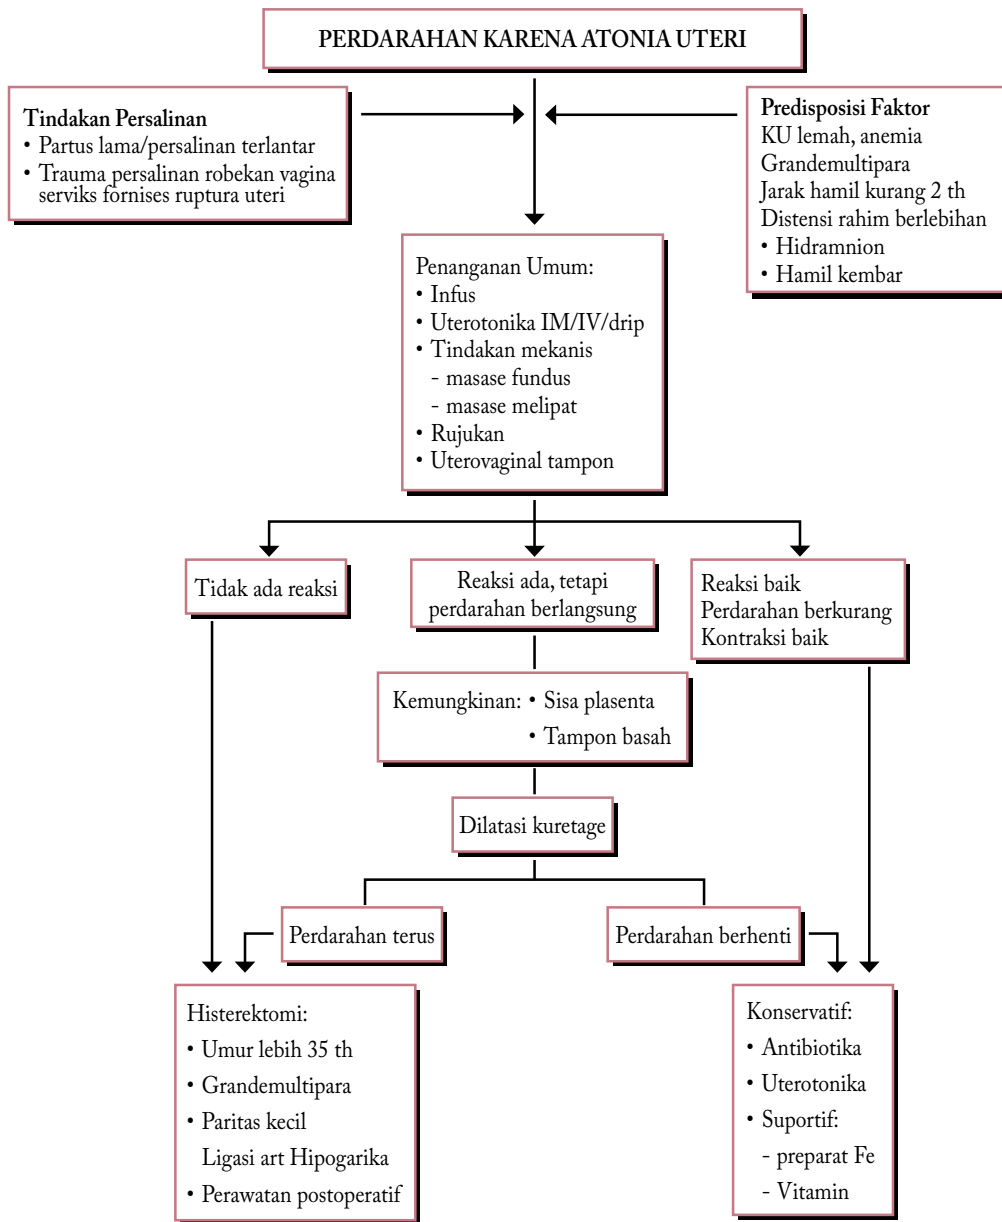 PERDARAHAN KARENA ATONIA UTERI
Tindakan Persalinan
• Partus lama/persalinan terlantar
• Trauma persalinan robekan vagina
serviks fornises ruptura uteri
Predisposisi Faktor
KU lemah, anemia
Grandemultipara
Jarak hamil kurang 2 th
Distensi rahim berlebihan
• Hidramnion
• Hamil kembar
Penanganan Umum:
• Infus
• Uterotonika IM/IV/drip
• Tindakan mekanis
- masase fundus
- masase melipat
• Rujukan
• Uterovaginal tampon
Tidak ada reaksi
Reaksi ada, tetapi
perdarahan berlangsung
Reaksi baik
Perdarahan berkurang
Kontraksi baik
Kemungkinan: • Sisa plasenta
• Tampon basah
Dilatasi kuretage
Perdarahan terus
Perdarahan berhenti
Histerektomi:
• Umur lebih 35 th
• Grandemultipara
• Paritas kecil
Ligasi art Hipogarika
• Perawatan postoperatif
Konservatif:
• Antibiotika
• Uterotonika
• Suportif:
- preparat Fe
- Vitamin